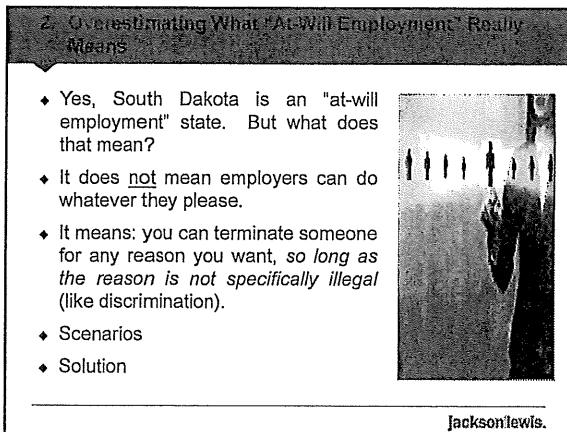 2. Overestimating What "At-Will Employment" Really
Means
◆ Yes, South Dakota is an "at-will
employment" state. But what does
that mean?
◆ It does not mean employers can do
whatever they please.
◆ It means: you can terminate someone
for any reason you want, so long as
the reason is not specifically illegal
(like discrimination).
◆ Scenarios
◆ Solution
jackson lewis.